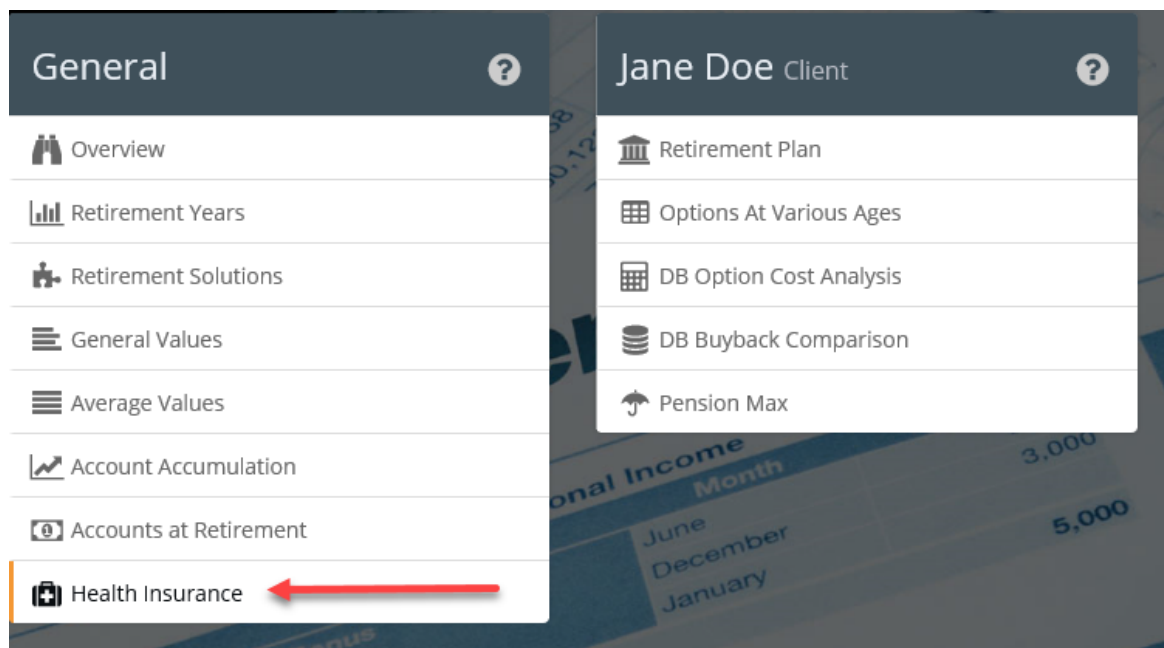 General
Overview
Retirement Years
Retirement Solutions
General Values
Average Values
Account Accumulation
Accounts at Retirement
Health Insurance
Jane Doe Client
Retirement Plan
Options At Various Ages
DB Option Cost Analysis
DB Buyback Comparison
Pension Max
onal Income
Month
3,000
June
5,000
December
January